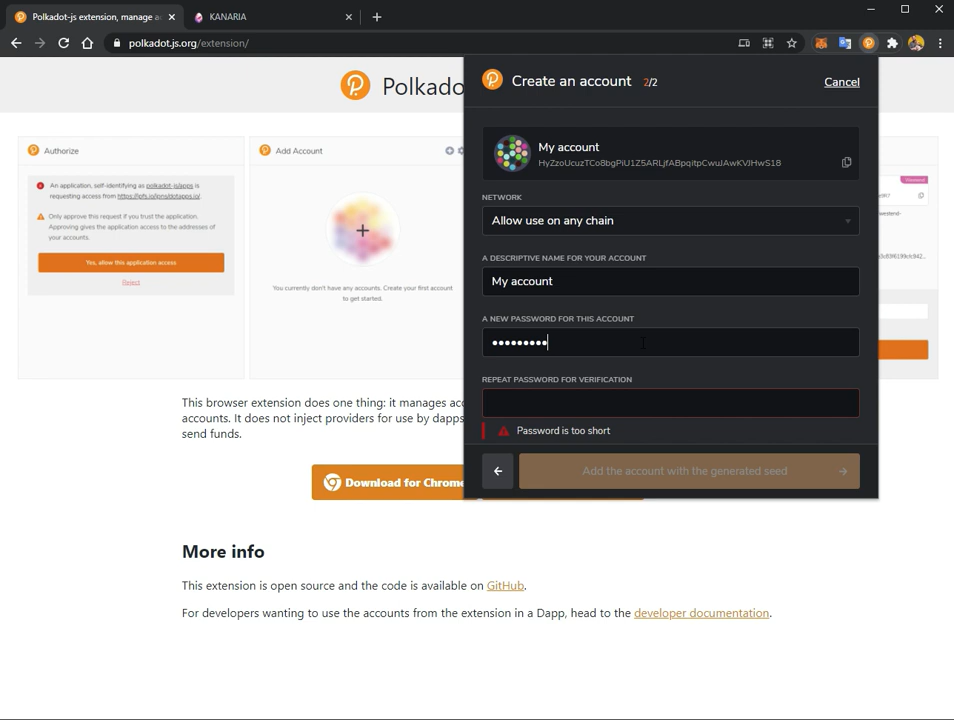 Polkadot-js extension, manage a
KANARIA
polkadot.js.org/extension/
Polkado
Create an account 2/2
Cancel
Authorize
An application, self-identifying as polkadot-js/apps is
requesting access from https://ipfs.io/ipns/dotapps.io/.
Only approve this request if you trust the application.
Approving gives the application access to the addresses of
your accounts.
Yes, allow this application access
Reject
Add Account
You currently don't have any accounts. Create your first account
to get started.
My account
HyZzoUcuzTCo8bgPiU1Z5ARLjfABpqitpCwuJAwKVJHwS18
NETWORK
Allow use on any chain
A DESCRIPTIVE NAME FOR YOUR ACCOUNT
My account
A NEW PASSWORD FOR THIS ACCOUNT
•••••••••
REPEAT PASSWORD FOR VERIFICATION
Password is too short
Add the account with the generated seed
This browser extension does one thing: it manages acc
accounts. It does not inject providers for use by dapps
send funds.
Download for Chrome
More info
This extension is open source and the code is available on GitHub.
For developers wanting to use the accounts from the extension in a Dapp, head to the developer documentation.